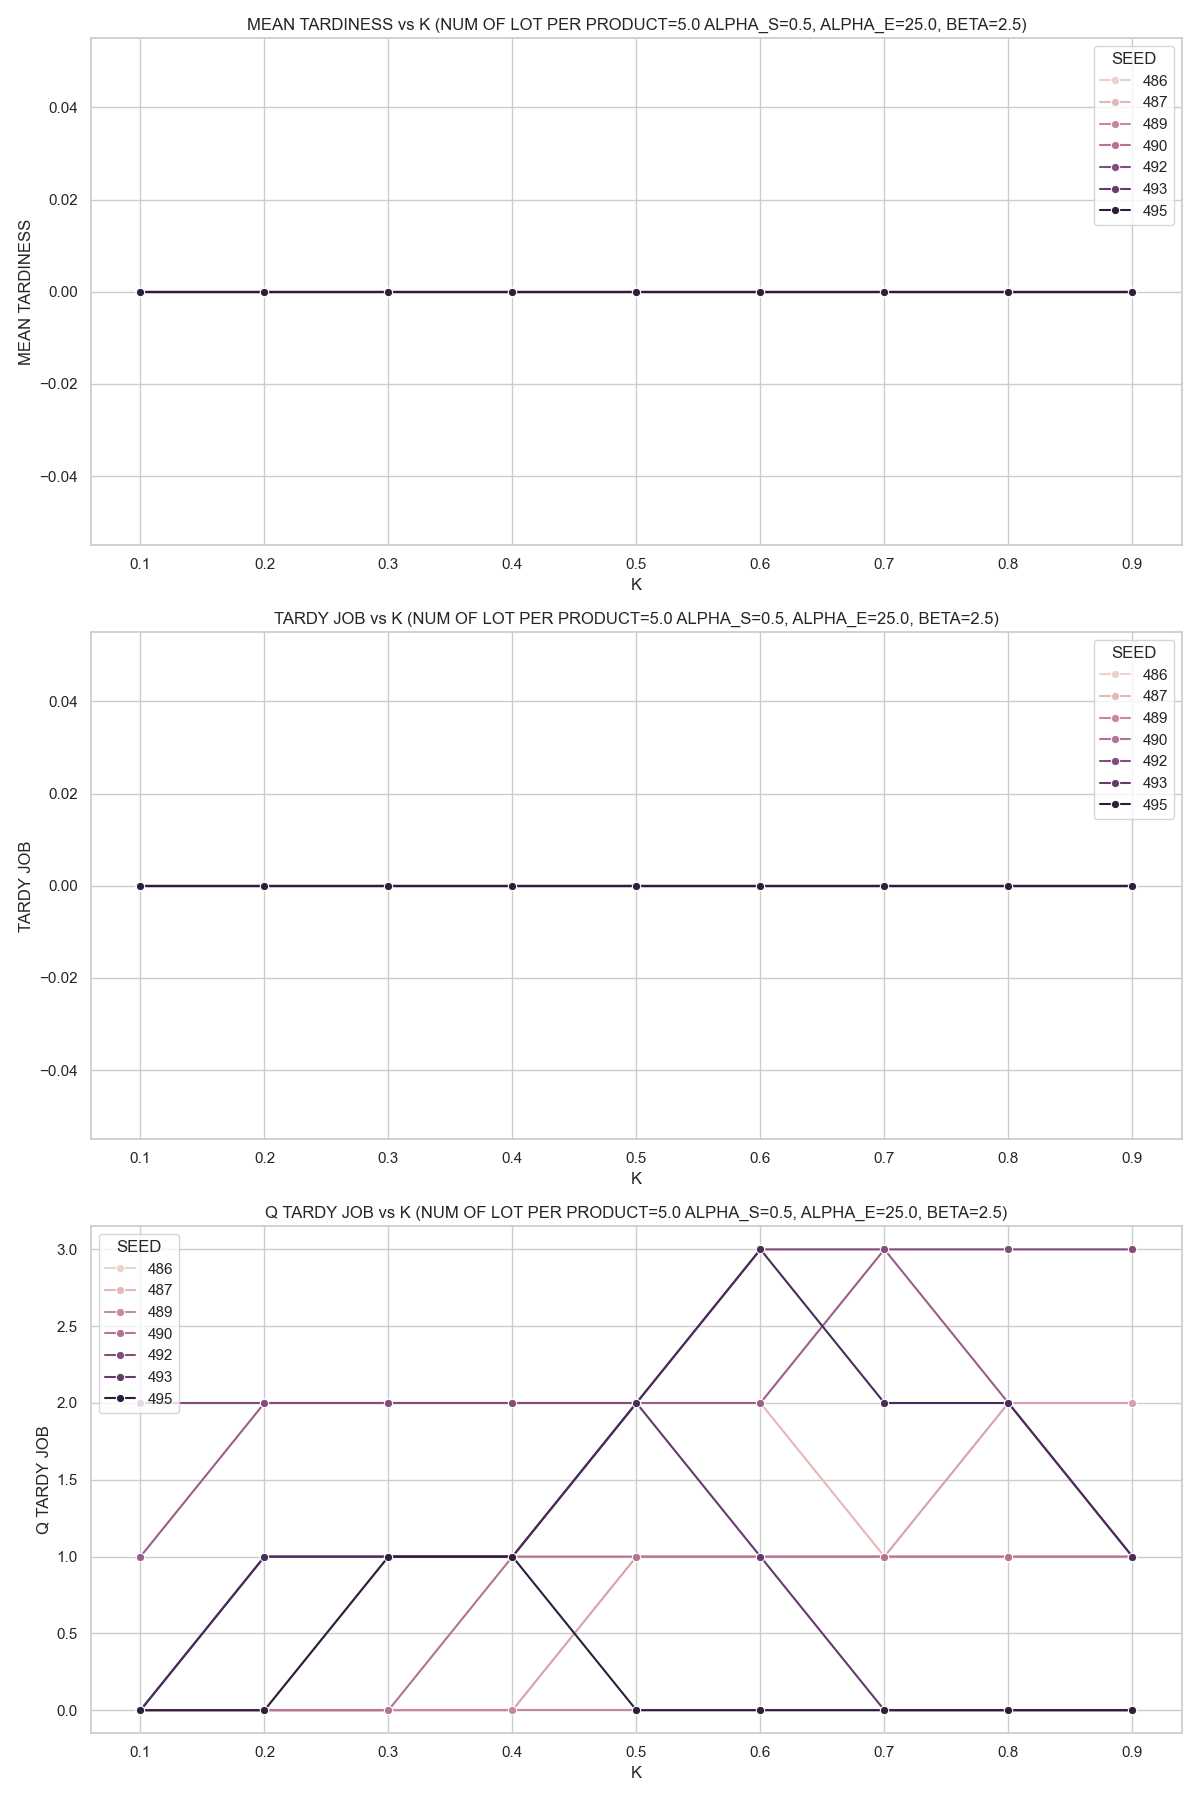 MEAN TARDINESS vs K (NUM OF LOT PER PRODUCT=5.0 ALPHA_S=0.5, ALPHA_E=25.0, BETA=2.5)
SEED
486
487
489
490
492
493
495
0.04
0.02
0.00
−0.02
−0.04
MEAN TARDINESS
0.1 0.2 0.3 0.4 0.5 0.6 0.7 0.8 0.9
K
TARDY JOB vs K (NUM OF LOT PER PRODUCT=5.0 ALPHA_S=0.5, ALPHA_E=25.0, BETA=2.5)
SEED
486
487
489
490
492
493
495
0.04
0.02
0.00
−0.02
−0.04
TARDY JOB
0.1 0.2 0.3 0.4 0.5 0.6 0.7 0.8 0.9
K
Q TARDY JOB vs K (NUM OF LOT PER PRODUCT=5.0 ALPHA_S=0.5, ALPHA_E=25.0, BETA=2.5)
SEED
486
487
489
490
492
493
495
3.0
2.5
2.0
1.5
1.0
0.5
0.0
Q TARDY JOB
0.1 0.2 0.3 0.4 0.5 0.6 0.7 0.8 0.9
K